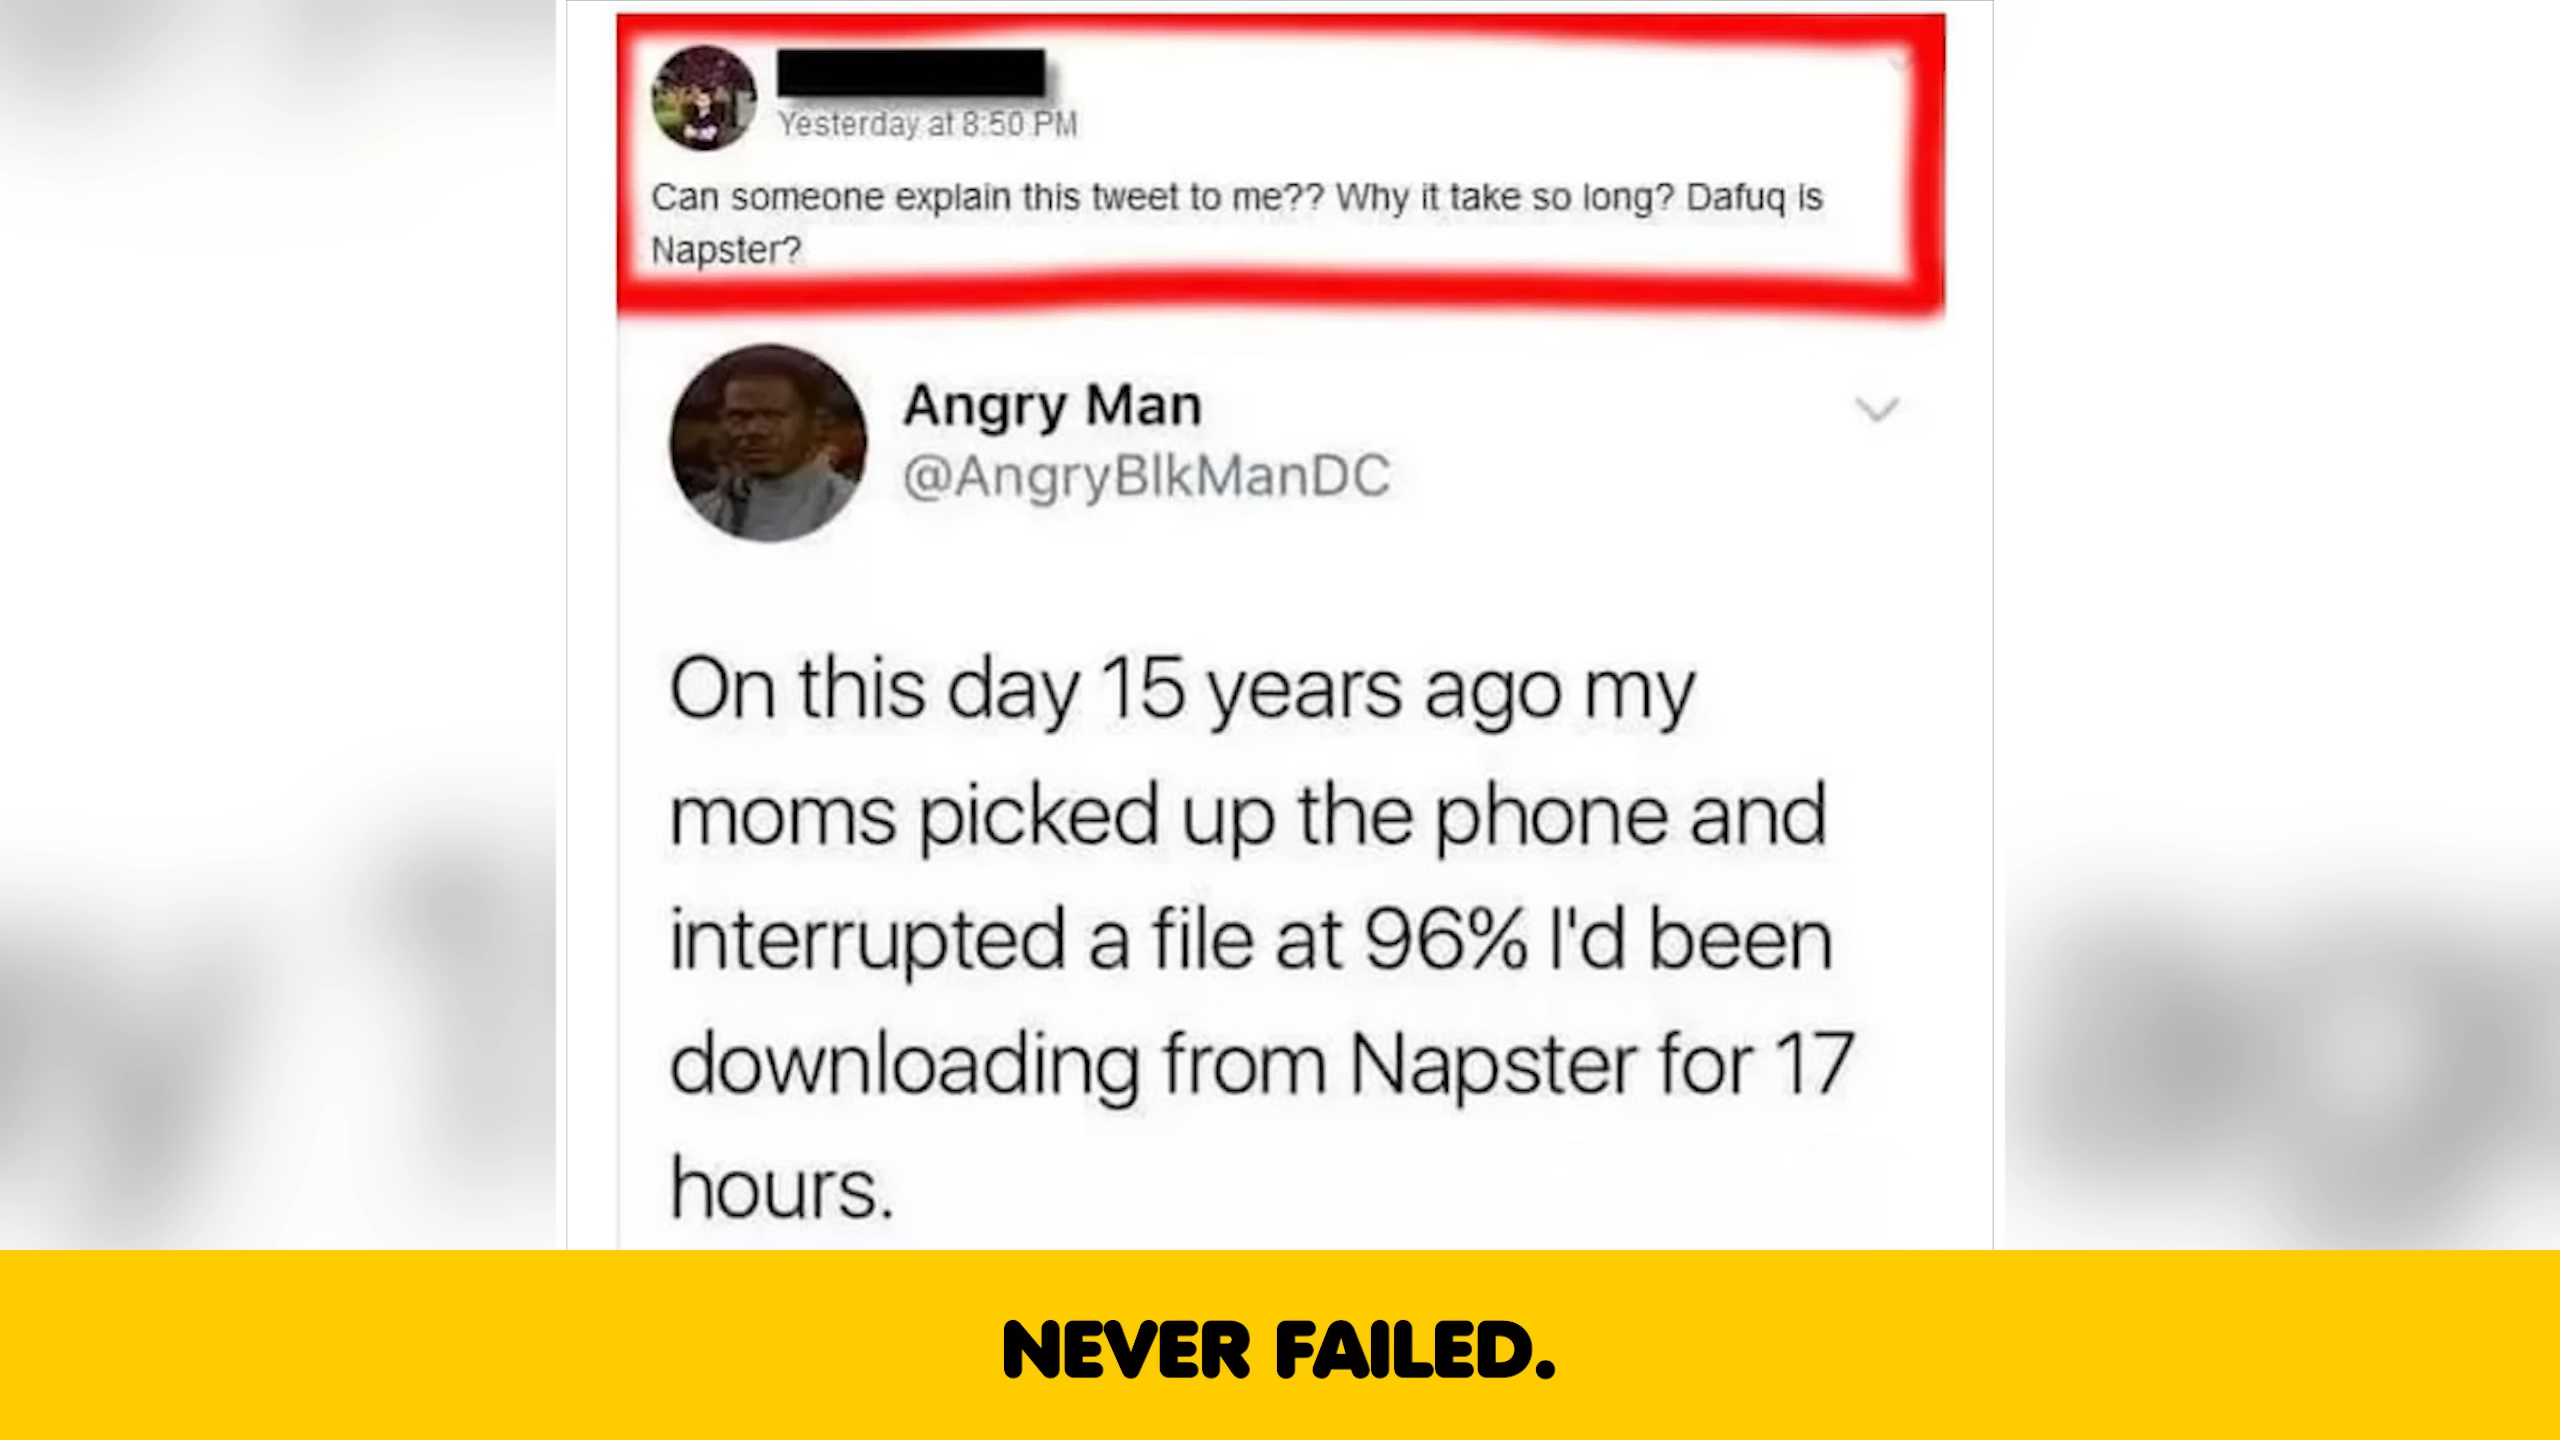 Yesterday at 8:50 PM
Can someone explain this tweet to me?? Why it take so long? Dafuq is
Napster?
Angry Man
@AngryBlkManDC
On this day 15 years ago my
moms picked up the phone and
interrupted a file at 96% I'd been
downloading from Napster for 17
hours.
NEVER FAILED.